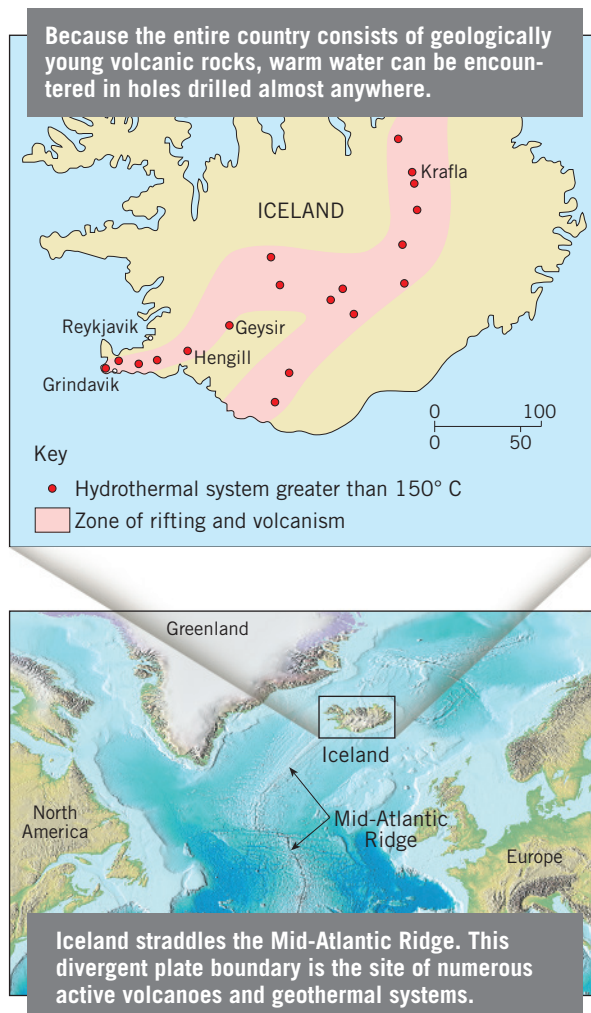 Because the entire country consists of geologically
young volcanic rocks, warm water can be encoun-
tered in holes drilled almost anywhere.
Krafla
ICELAND
Reykjavik
Geysir
Hengill
Grindavik
0 100
0 50
Key
Hydrothermal system greater than 150° C
Zone of rifting and volcanism
Greenland
Iceland
North
America
Mid-Atlantic
Ridge
Europe
Iceland straddles the Mid-Atlantic Ridge. This
divergent plate boundary is the site of numerous
active volcanoes and geothermal systems.